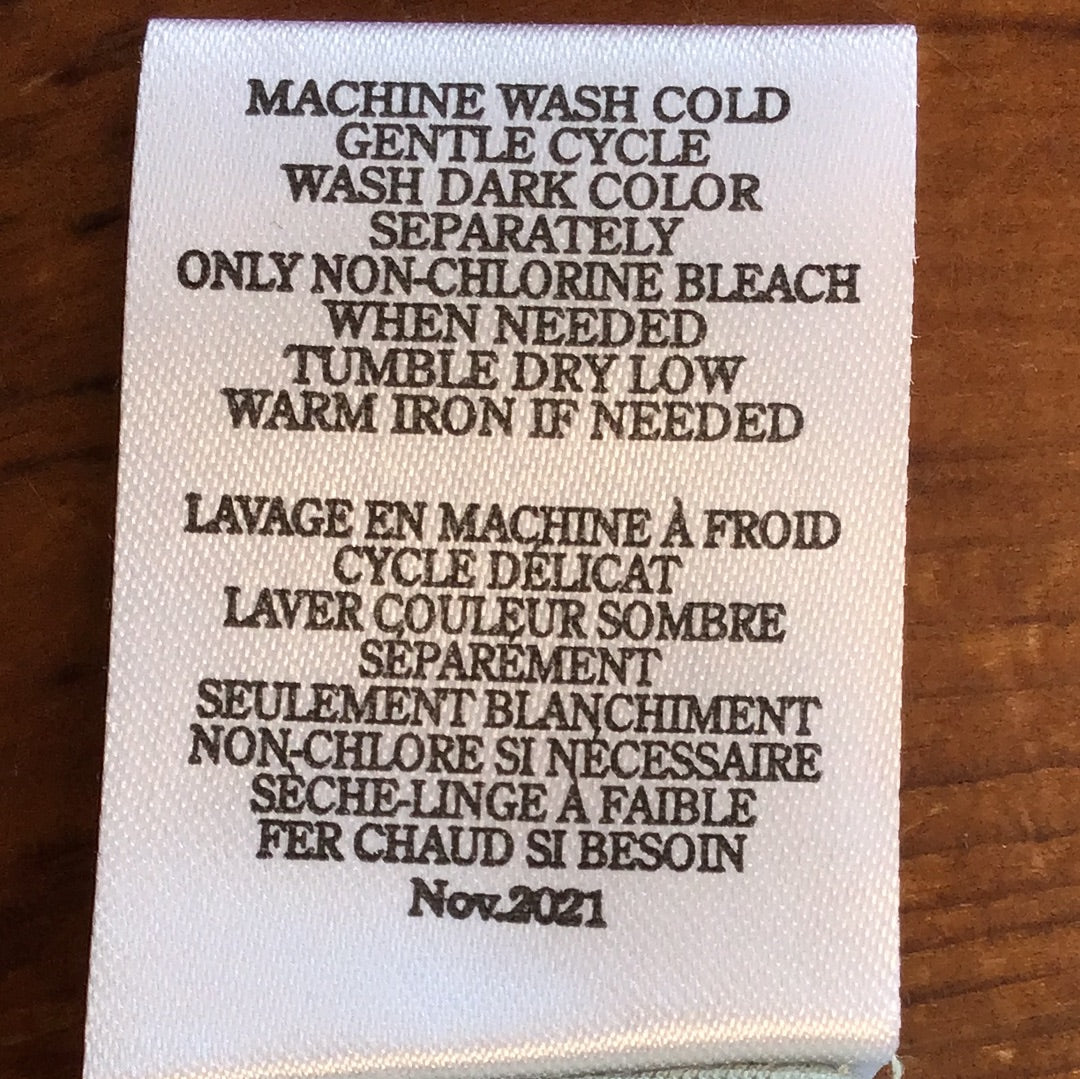 MACHINE WASH COLD
GENTLE CYCLE
WASH DARK COLOR
SEPARATELY
ONLY NON-CHLORINE BLEACH
WHEN NEEDED
TUMBLE DRY LOW
WARM IRON IF NEEDED
LAVAGE EN MACHINE À FROID
CYCLE DÉLICAT
LAVER COULEUR SOMBRE
SÉPARÉMENT
SEULEMENT BLANCHIMENT
NON-CHLORE SI NÉCESSAIRE
SÈCHE-LINGE À FAIBLE
FER CHAUD SI BESOIN
Nov.2021